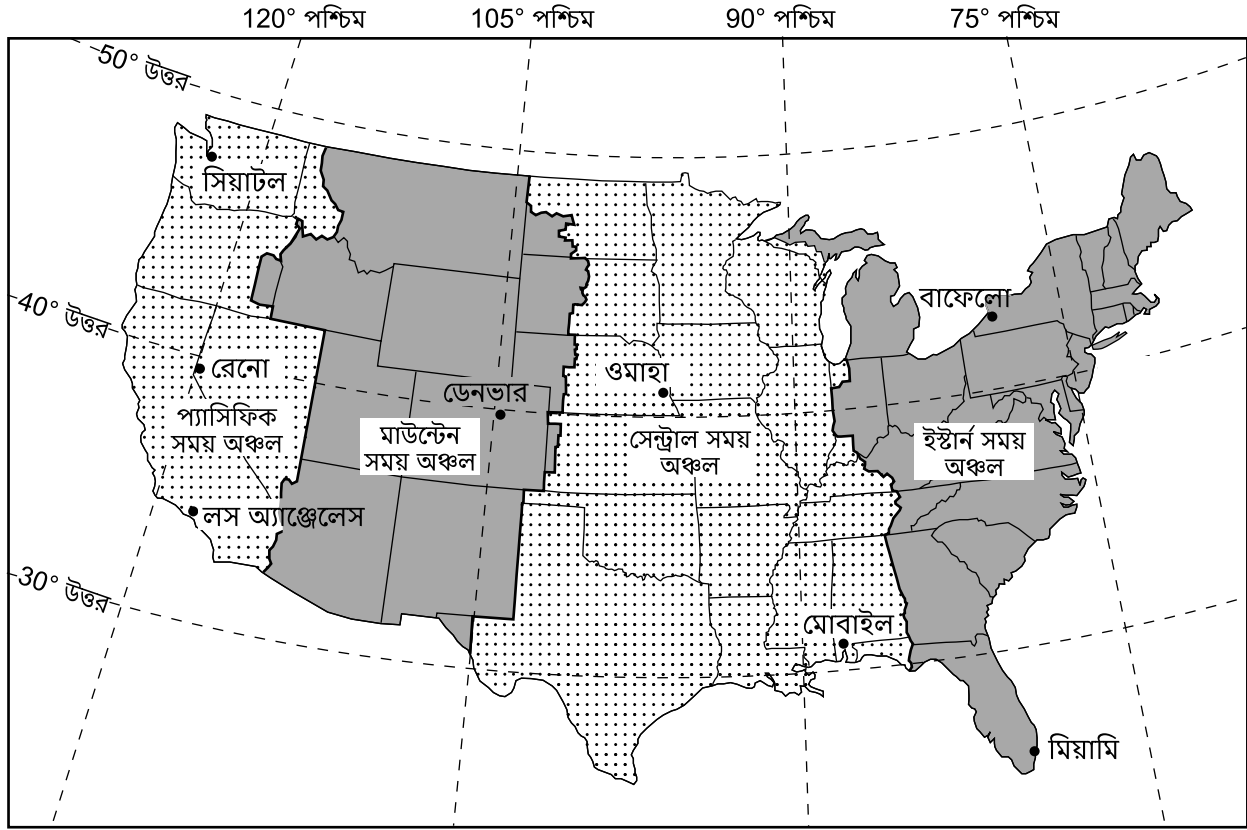 120° পশ্চিম 105° পশ্চিম 90° পশ্চিম 75° পশ্চিম
50° উত্তর
সিয়াটল
40° উত্তর
বাফেলো
রেনো
ওমাহা
ডেনভার
প্যাসিফিক
সময় অঞ্চল
মাউন্টেন
সময় অঞ্চল
সেন্ট্রাল সময়
অঞ্চল
ইস্টার্ন সময়
অঞ্চল
লস অ্যাঞ্জেলেস
30° উত্তর
মোবাইল
মিয়ামি